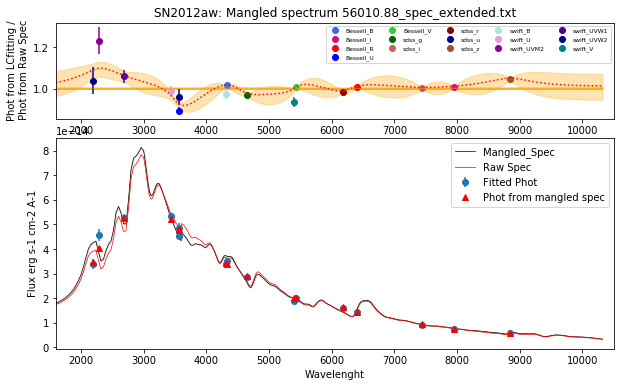 SN2012aw: Mangled spectrum 56010.88_spec_extended.txt
Phot from LCfitting /
Phot from Raw Spec
1.2
1.0
Bessell_B
Bessell_I
Bessell_R
Bessell_U
Bessell_V
sdss_g
sdss_i
sdss_r
sdss_u
sdss_z
swift_B
swift_U
swift_UVM2
swift_UVW1
swift_UVW2
swift_V
2000 3000 4000 5000 6000 7000 8000 9000 10000
Flux erg s-1 cm-2 A-1
8
7
6
5
4
3
2
1
0
Mangled_Spec
Raw Spec
Fitted Phot
Phot from mangled spec
2000 3000 4000 5000 6000 7000 8000 9000 10000
Wavelenght